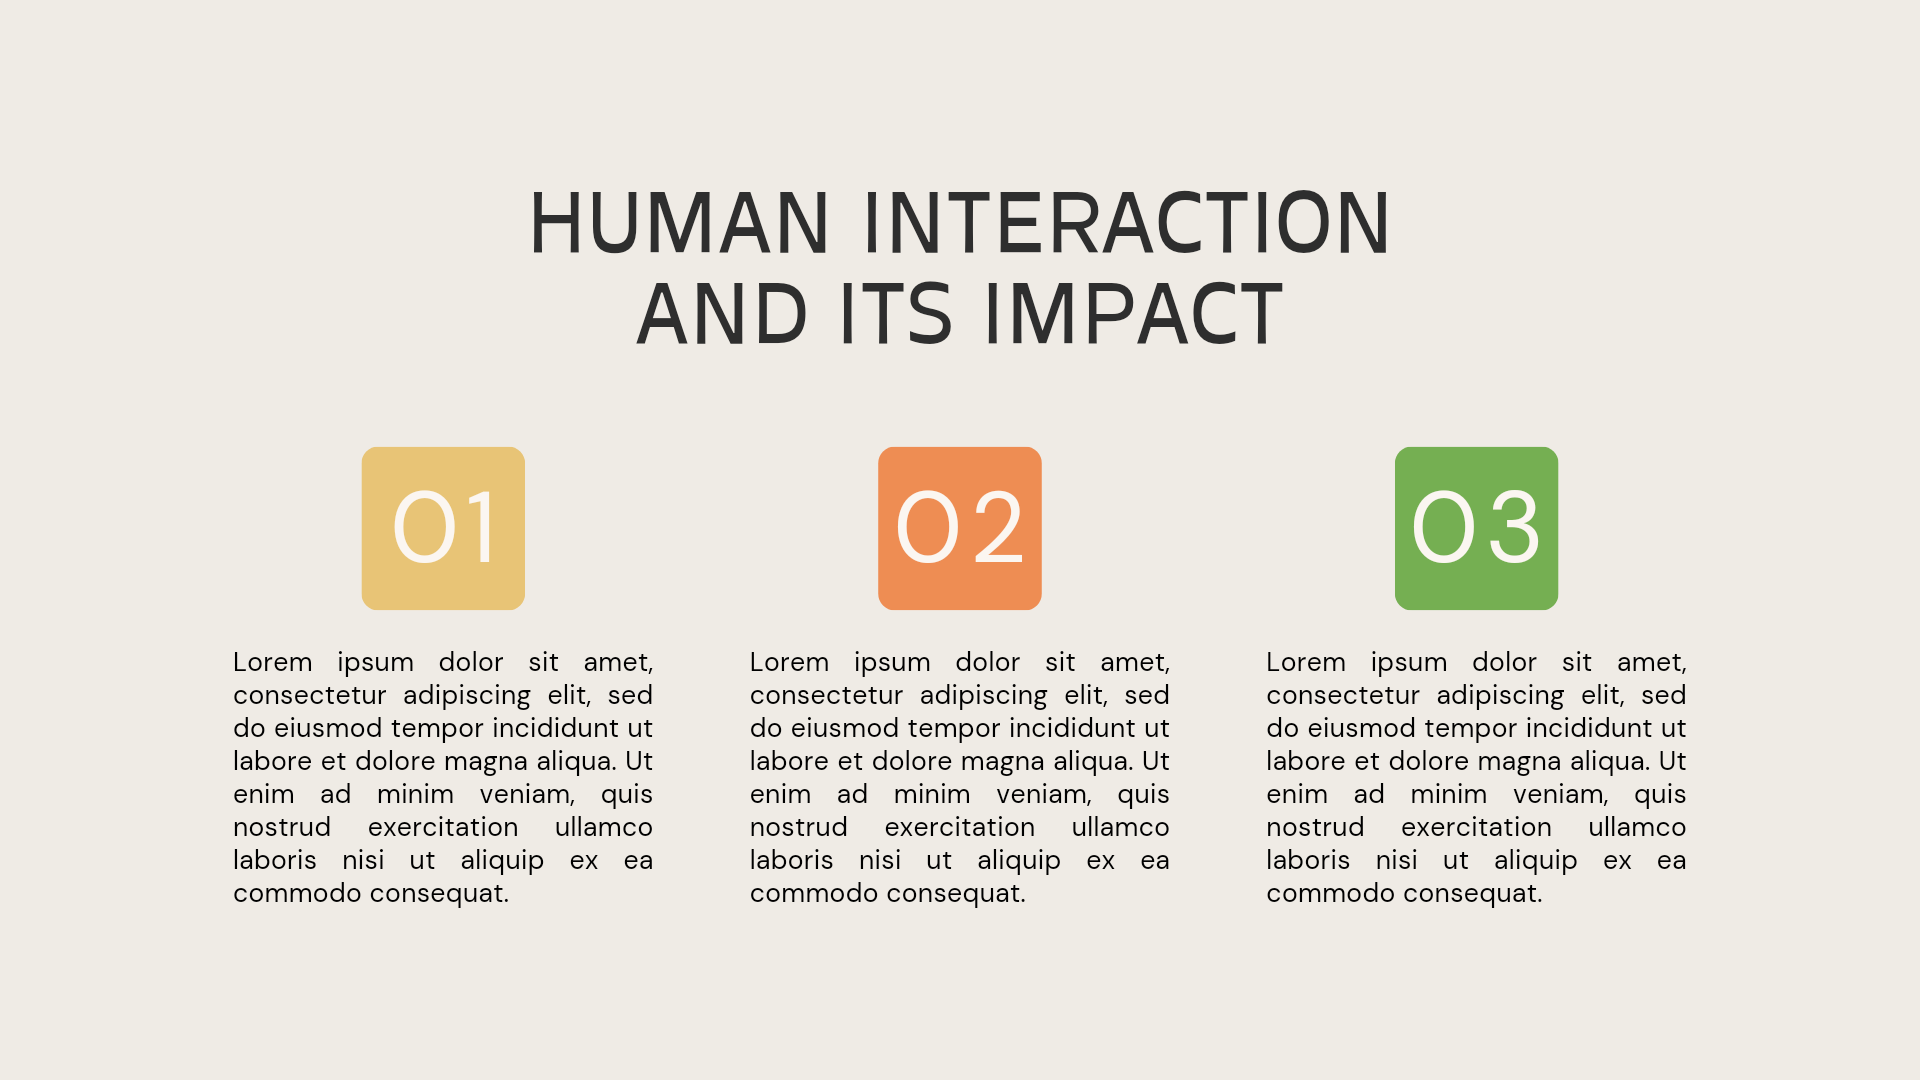 HUMAN INTERACTION
AND ITS IMPACT
01
Lorem ipsum dolor sit amet,
consectetur adipiscing elit, sed
do eiusmod tempor incididunt ut
labore et dolore magna aliqua. Ut
enim ad minim veniam, quis
nostrud exercitation ullamco
laboris nisi ut aliquip ex ea
commodo consequat.
02
Lorem ipsum dolor sit amet,
consectetur adipiscing elit, sed
do eiusmod tempor incididunt ut
labore et dolore magna aliqua. Ut
enim ad minim veniam, quis
nostrud exercitation ullamco
laboris nisi ut aliquip ex ea
commodo consequat.
03
Lorem ipsum dolor sit amet,
consectetur adipiscing elit, sed
do eiusmod tempor incididunt ut
labore et dolore magna aliqua. Ut
enim ad minim veniam, quis
nostrud exercitation ullamco
laboris nisi ut aliquip ex ea
commodo consequat.